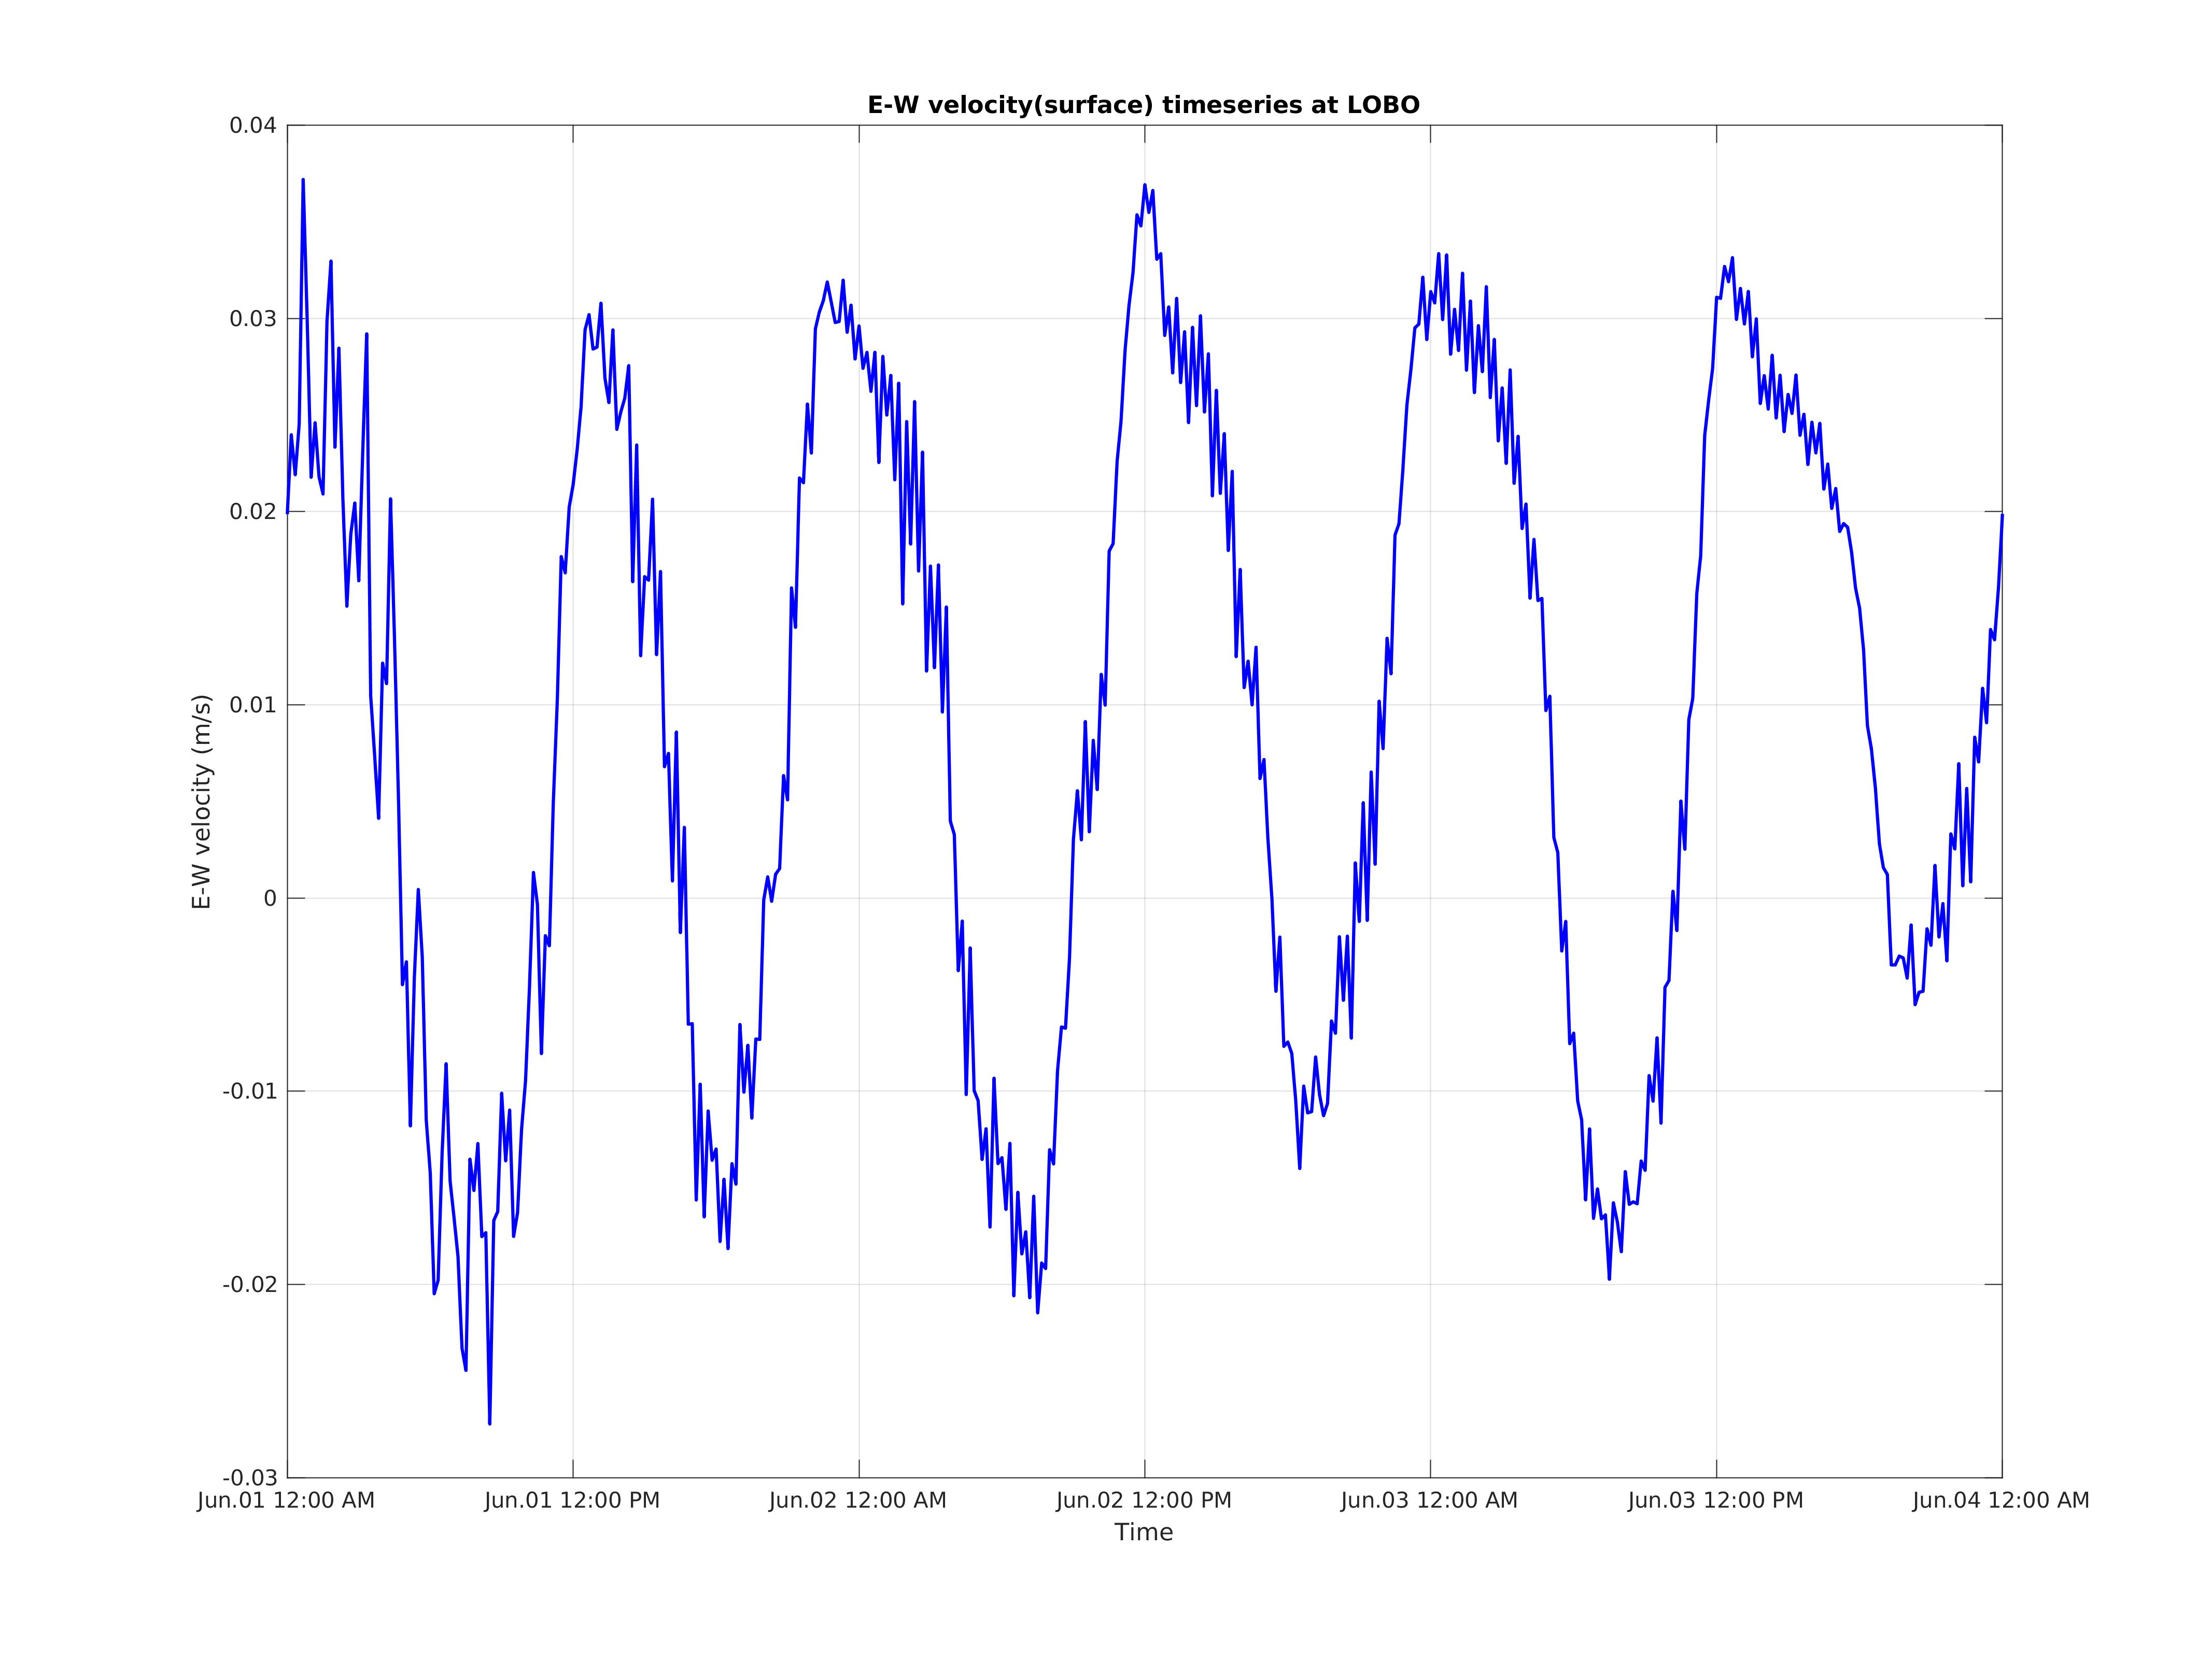 E-W velocity(surface) timeseries at LOBO
0.04
0.03
0.02
0.01
0
-0.01
-0.02
-0.03
E-W velocity (m/s)
Jun.01 12:00 AM Jun.01 12:00 PM Jun.02 12:00 AM Jun.02 12:00 PM Jun.03 12:00 AM Jun.03 12:00 PM Jun.04 12:00 AM
Time